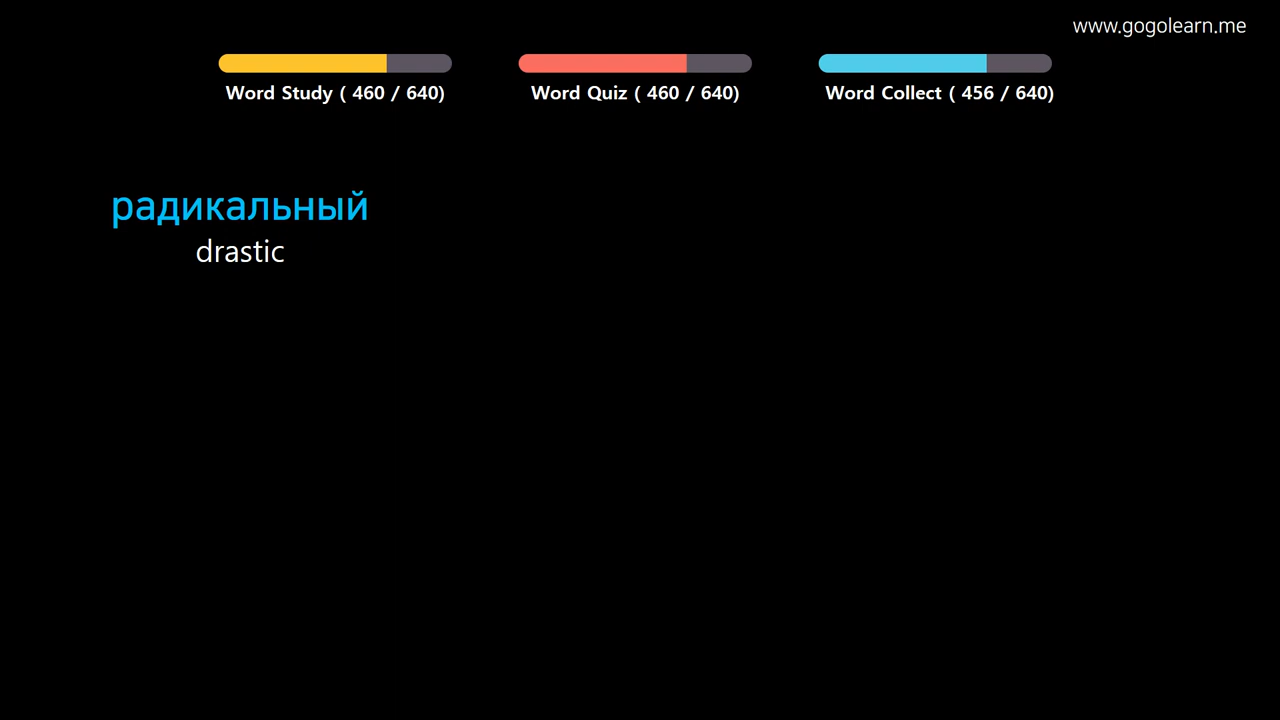 www.gogolearn.me
Word Study ( 460 / 640)
Word Quiz ( 460 / 640)
Word Collect ( 456 / 640)
радикальный
drastic